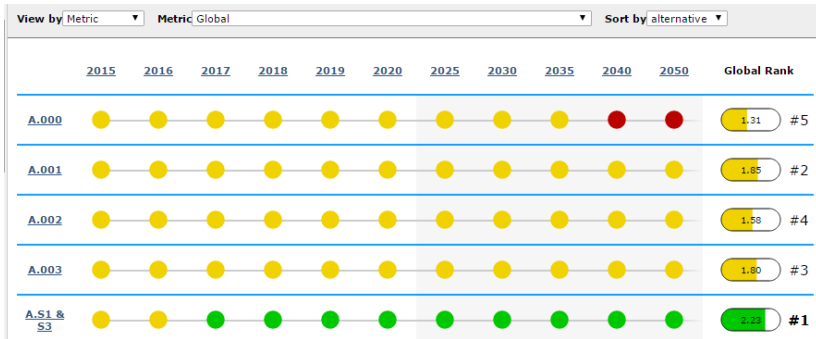 View by Metric Metric Global Sort by alternative
2015 2016 2017 2018 2019 2020 2025 2030 2035 2040 2050 Global Rank
A.000 1.31 #5
A.001 1.85 #2
A.002 1.58 #4
A.003 1.80 #3
A.S1 &
S3 2.23 #1